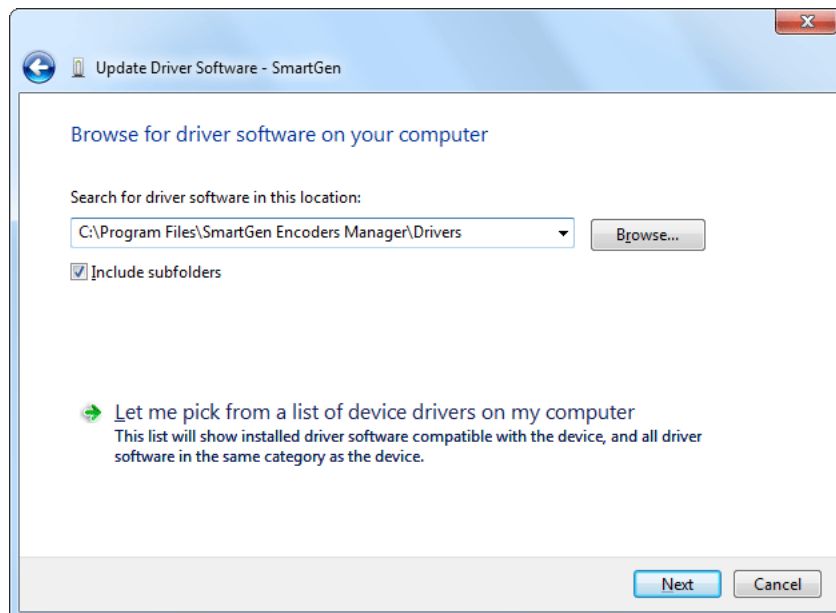 Update Driver Software - SmartGen
Browse for driver software on your computer
Search for driver software in this location:
C:\Program Files\SmartGen Encoders Manager\Drivers
Browse...
Include subfolders
Let me pick from a list of device drivers on my computer
This list will show installed driver software compatible with the device, and all driver
software in the same category as the device.
Next
Cancel